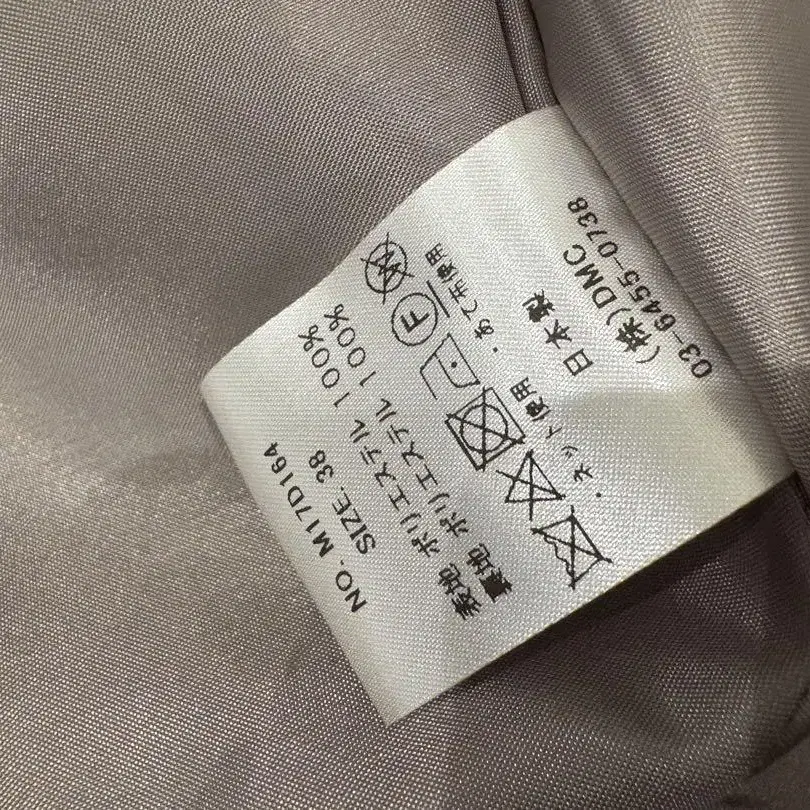 NO. M17D164
SIZE. 38
表地 ポリエステル 100%
裏地 ポリエステル 100%
F
W
・ネット使用 ・あて布使用
日本製
(株)DMC
03-6455-0738